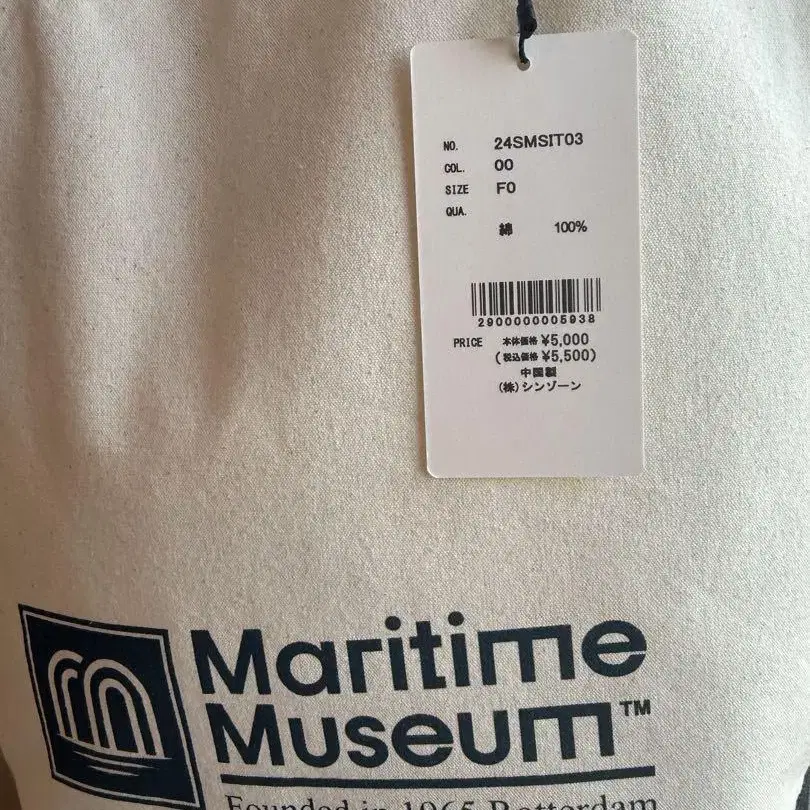 NO. 24SMSIT03
COL. 00
SIZE F0
QUA.
綿 100%
2900000005938
PRICE 本体価格 ¥5,000
(税込価格 ¥5,500)
中国製
(株)シンゾーン
Maritime
Museum™
Founded in 1965 Rotterdam